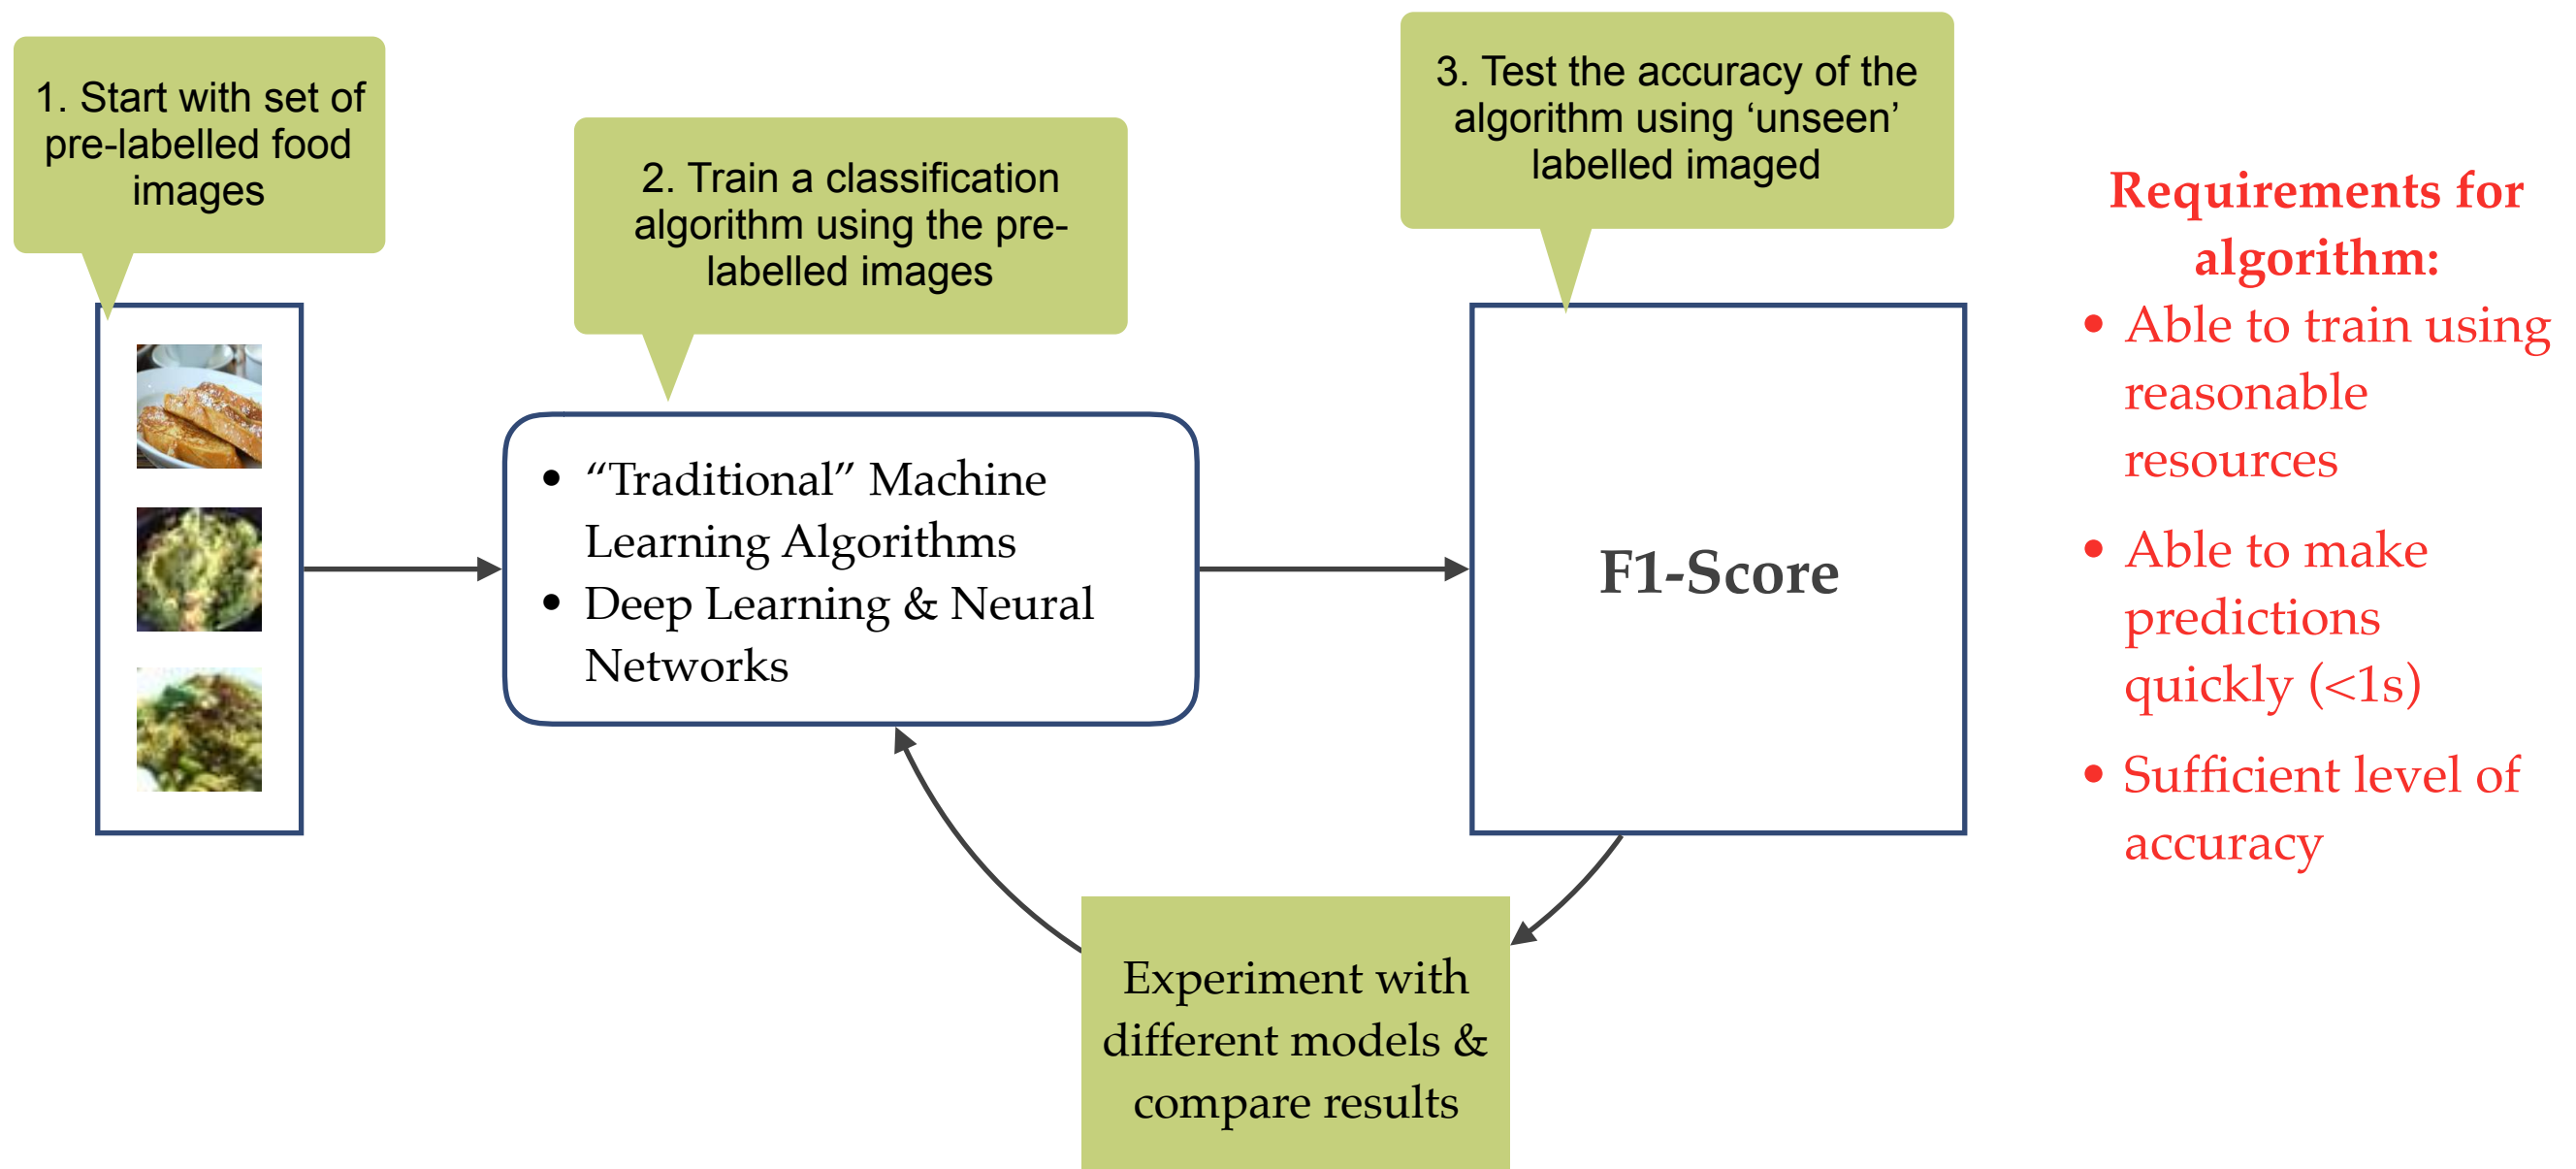 1. Start with set of
pre-labelled food
images
2. Train a classification
algorithm using the pre-
labelled images
3. Test the accuracy of the
algorithm using ‘unseen’
labelled imaged
• “Traditional” Machine
Learning Algorithms
• Deep Learning & Neural
Networks
F1-Score
Experiment with
different models &
compare results
Requirements for
algorithm:
• Able to train using
reasonable
resources
• Able to make
predictions
quickly (<1s)
• Sufficient level of
accuracy